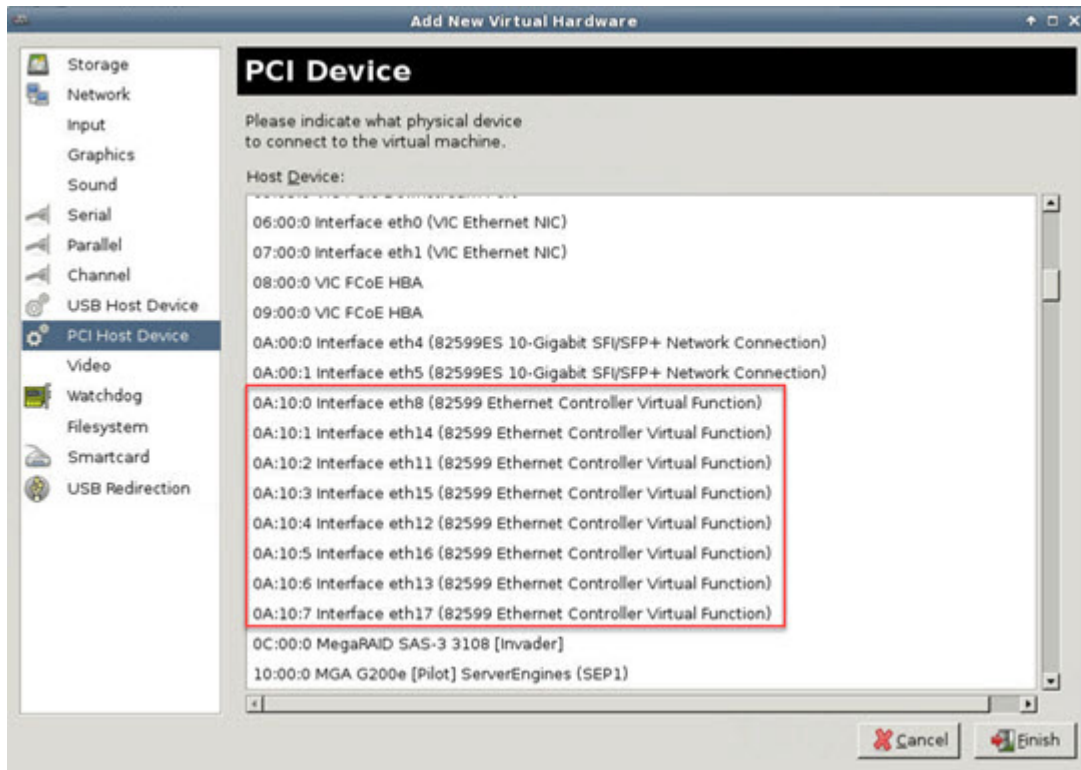 Add New Virtual Hardware
Storage
Network
Input
Graphics
Sound
Serial
Parallel
Channel
USB Host Device
PCI Host Device
Video
Watchdog
Filesystem
Smartcard
USB Redirection
PCI Device
Please indicate what physical device
to connect to the virtual machine.
Host Device:
06:00:0 Interface eth0 (VIC Ethernet NIC)
07:00:0 Interface eth1 (VIC Ethernet NIC)
08:00:0 VIC FCoE HBA
09:00:0 VIC FCoE HBA
0A:00:0 Interface eth4 (82599ES 10-Gigabit SFI/SFP+ Network Connection)
0A:00:1 Interface eth5 (82599ES 10-Gigabit SFI/SFP+ Network Connection)
0A:10:0 Interface eth8 (82599 Ethernet Controller Virtual Function)
0A:10:1 Interface eth14 (82599 Ethernet Controller Virtual Function)
0A:10:2 Interface eth11 (82599 Ethernet Controller Virtual Function)
0A:10:3 Interface eth15 (82599 Ethernet Controller Virtual Function)
0A:10:4 Interface eth12 (82599 Ethernet Controller Virtual Function)
0A:10:5 Interface eth16 (82599 Ethernet Controller Virtual Function)
0A:10:6 Interface eth13 (82599 Ethernet Controller Virtual Function)
0A:10:7 Interface eth17 (82599 Ethernet Controller Virtual Function)
0C:00:0 MegaRAID SAS-3 3108 [Invader]
10:00:0 MGA G200e [Pilot] ServerEngines (SEP1)
Cancel
Finish